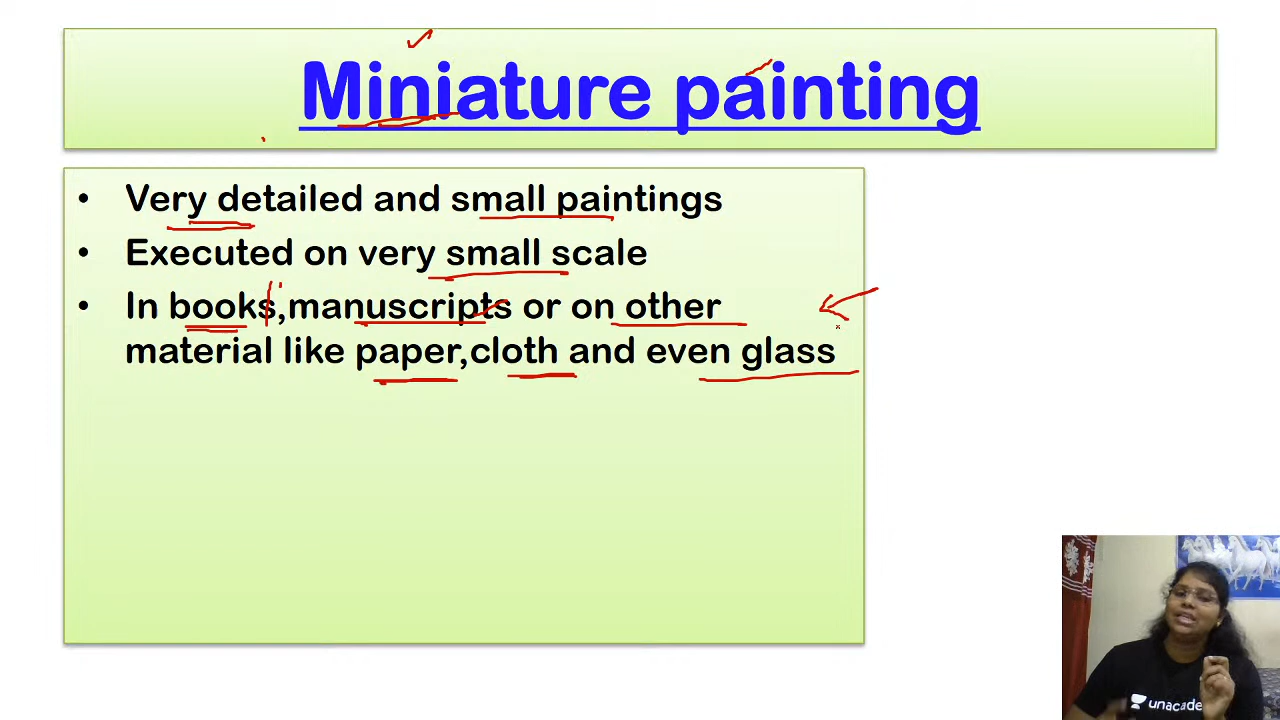 Miniature painting
• Very detailed and small paintings
• Executed on very small scale
• In books,manuscripts or on other
material like paper,cloth and even glass
unacade